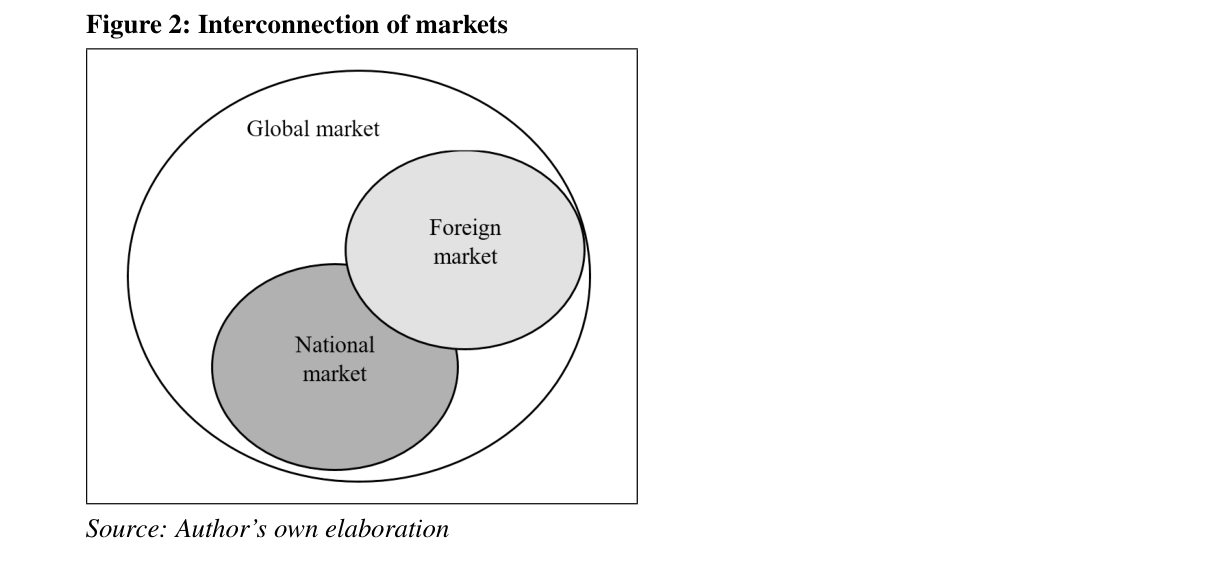 Figure 2: Interconnection of markets
Global market
Foreign
market
National
market
Source: Author’s own elaboration